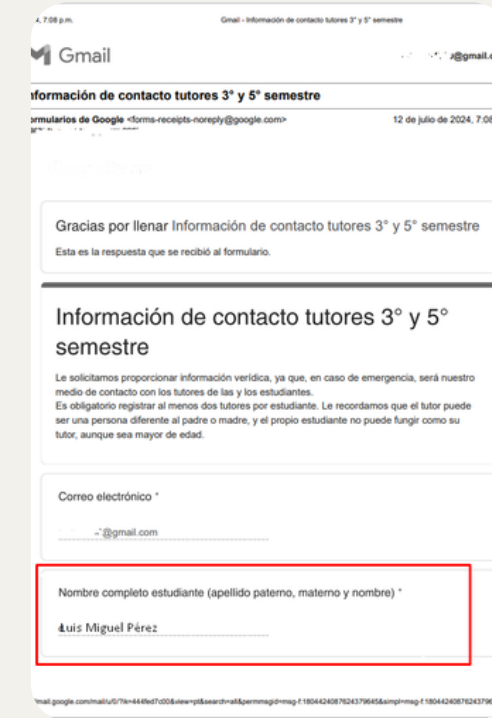 4, 7:08 p.m.
Gmail - Información de contacto tutores 3° y 5° semestre
Gmail
@gmail.c
nformación de contacto tutores 3° y 5° semestre
ormularios de Google <forms-receipts-noreply@google.com>
12 de julio de 2024, 7:08
Gracias por llenar Información de contacto tutores 3° y 5° semestre
Esta es la respuesta que se recibió al formulario.
Información de contacto tutores 3° y 5°
semestre
Le solicitamos proporcionar información verídica, ya que, en caso de emergencia, será nuestro
medio de contacto con los tutores de las y los estudiantes.
Es obligatorio registrar al menos dos tutores por estudiante. Le recordamos que el tutor puede
ser una persona diferente al padre o madre, y el propio estudiante no puede fungir como su
tutor, aunque sea mayor de edad.
Correo electrónico *
@gmail.com
Nombre completo estudiante (apellido paterno, materno y nombre) *
Luis Miguel Pérez